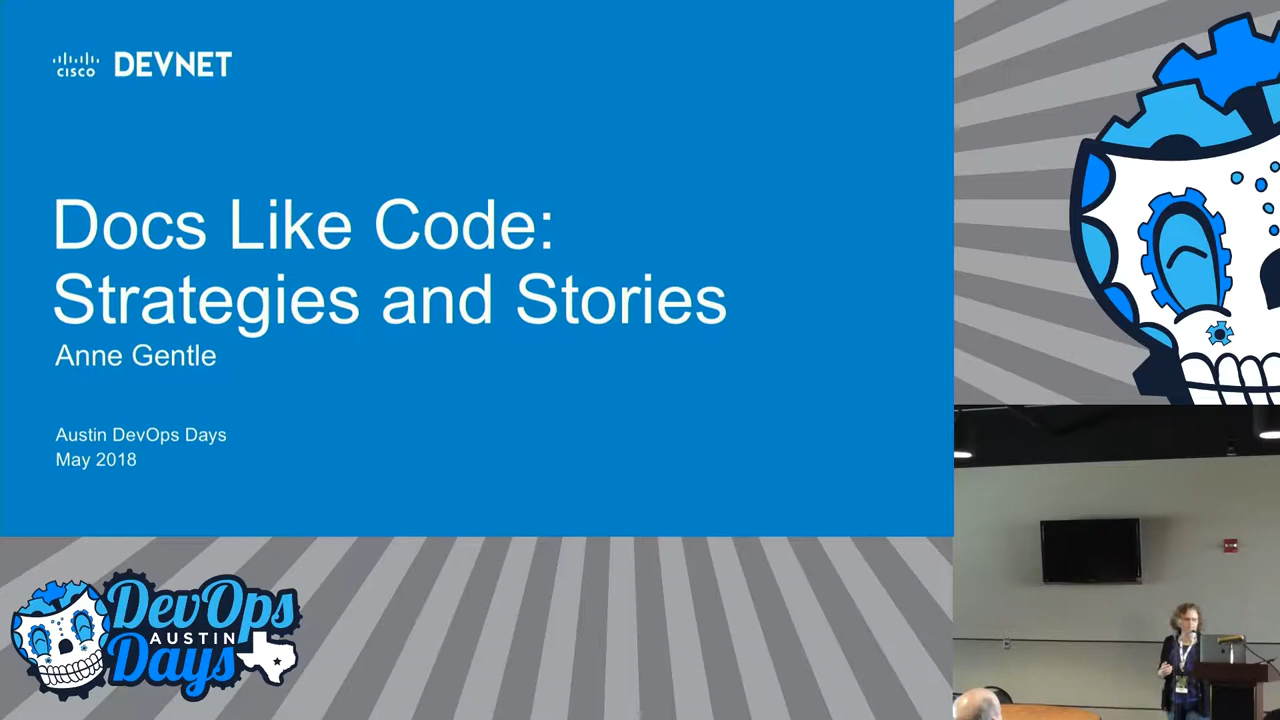 CISCO DEVNET
Docs Like Code:
Strategies and Stories
Anne Gentle
Austin DevOps Days
May 2018
DevOps
AUSTIN
Days